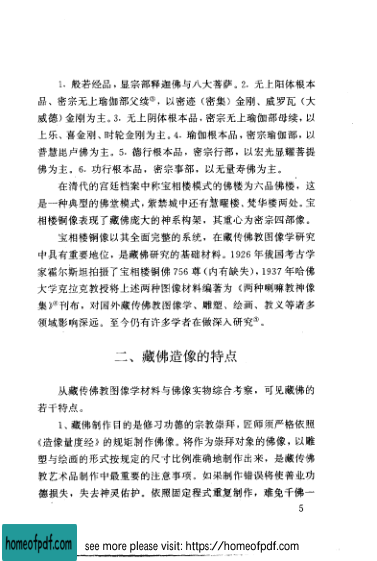 1. 般若经品，显宗部释迦佛与八大菩萨。2. 无上阳体根本
品、密宗无上瑜伽部父续②，以密迹（密集）金刚、威罗瓦（大
威德）金刚为主。3. 无上阴体根本品，密宗无上瑜伽部母续，以
上乐、喜金刚、时轮金刚为主。4. 瑜伽根本品，密宗瑜伽部，以
普慧毗卢佛为主。5. 德行根本品，密宗行部，以宏光显耀菩提
佛为主。6. 功行根本品，密宗事部，以无量寿佛为主。
在清代的宫廷档案中称宝相楼模式的佛楼为六品佛楼，这
是一种典型的佛堂模式，紫禁城中还有慧曜楼、梵华楼两处。宝
相楼铜像表现了藏佛庞大的神系构架，其重心为密宗四部像。
宝相楼铜像以其全面完整的系统，在藏传佛教图像学研究
中具有重要地位，是藏佛研究的基础材料。1926 年俄国考古学
家霍尔斯坦拍摄了宝相楼铜佛 756 尊（内有缺失），1937 年哈佛
大学克拉克教授将上述两种图像材料编著为《两种喇嘛教神像
集》刊布，对国外藏传佛教图像学、雕塑、绘画、教义等诸多
领域影响深远。至今仍有许多学者在做深入研究。
二、藏佛造像的特点
从藏传佛教图像学材料与佛像实物综合考察，可见藏佛的
若干特点。
1、藏佛制作目的是修习功德的宗教崇拜，匠师须严格依照
《造像量度经》的规矩制作佛像。将作为崇拜对象的佛像，以雕
塑与绘画的形式按规定的尺寸比例准确地制作出来，是藏传佛
教艺术品制作中最重要的注意事项。如果制作错误将使善业功
德损失，失去神灵佑护。依照固定程式重复制作，难免千佛一
5
homeofpdf.com
see more please visit: https://homeofpdf.com